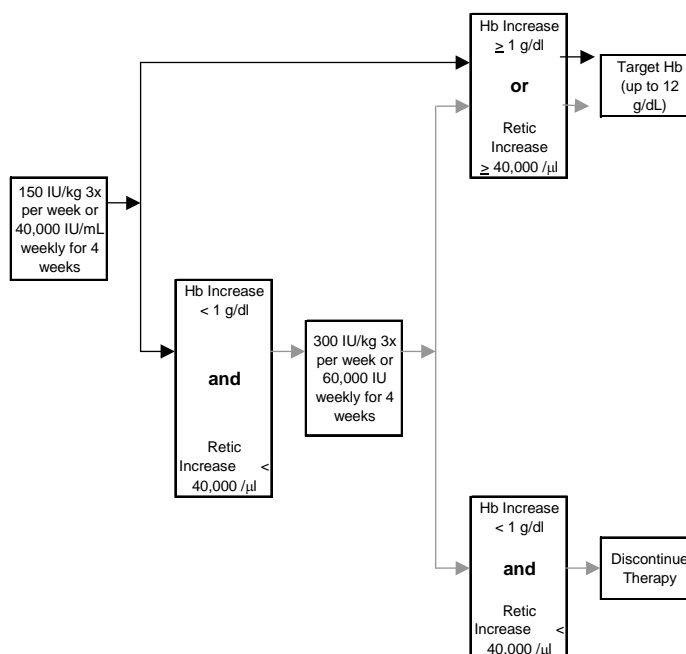 150 IU/kg 3x
per week or
40,000 IU/mL
weekly for 4
weeks
Hb Increase
≥ 1 g/dl
or
Retic
Increase
≥ 40,000 /µl
Target Hb
(up to 12
g/dL)
Hb Increase
< 1 g/dl
and
Retic
Increase <
40,000 /µl
300 IU/kg 3x
per week or
60,000 IU
weekly for 4
weeks
Hb Increase
< 1 g/dl
and
Retic
Increase <
40,000 /µl
Discontinue
Therapy